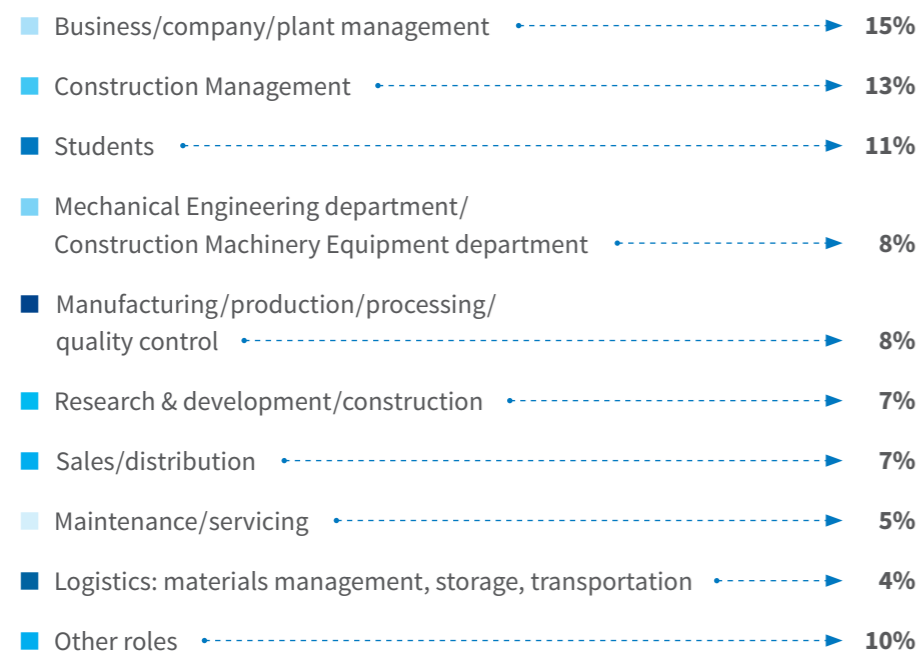 Business/company/plant management 15%
Construction Management 13%
Students 11%
Mechanical Engineering department/
Construction Machinery Equipment department 8%
Manufacturing/production/processing/
quality control 8%
Research & development/construction 7%
Sales/distribution 7%
Maintenance/servicing 5%
Logistics: materials management, storage, transportation 4%
Other roles 10%